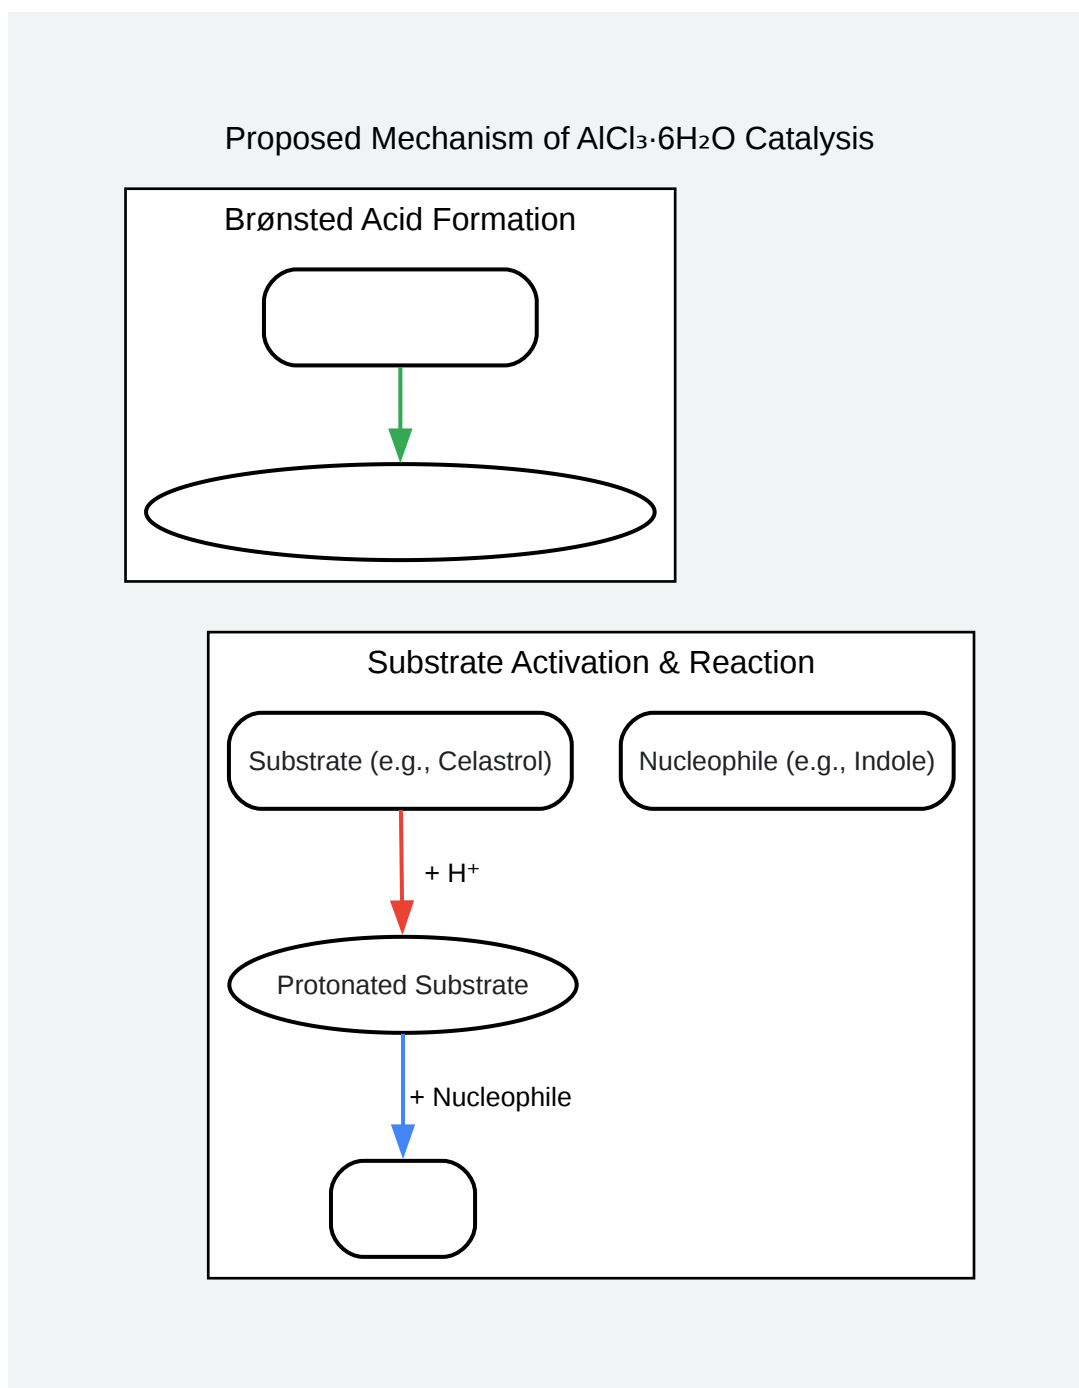 Proposed Mechanism of AlCl₃·6H₂O Catalysis
Brønsted Acid Formation
Substrate Activation & Reaction
Substrate (e.g., Celastrol)
Nucleophile (e.g., Indole)
+ H⁺
Protonated Substrate
+ Nucleophile